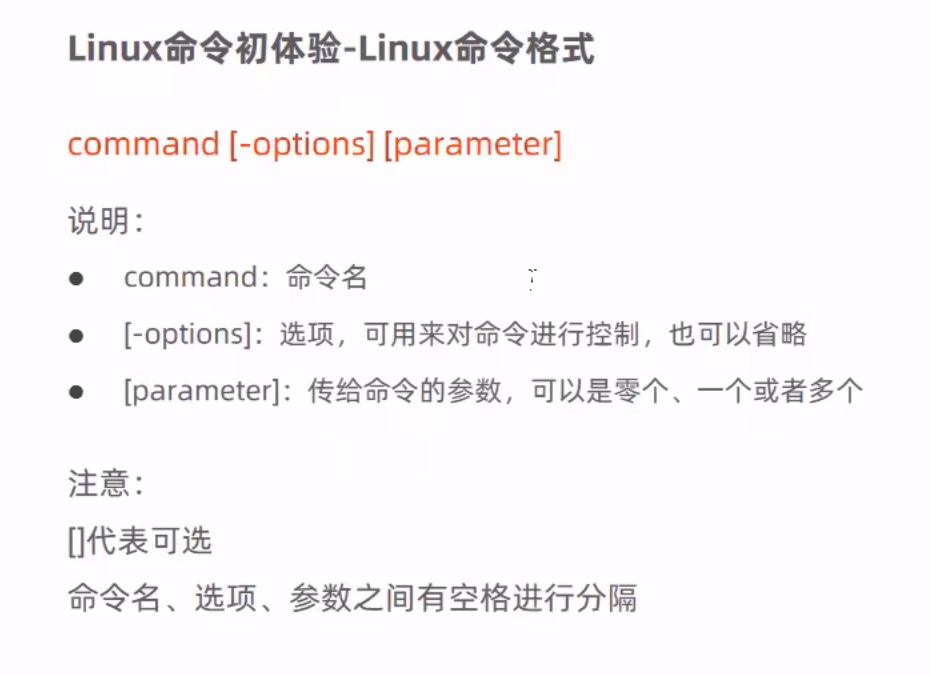 Linux命令初体验-Linux命令格式
command [-options] [parameter]
说明：
● command：命令名
● [-options]：选项，可用来对命令进行控制，也可以省略
● [parameter]：传给命令的参数，可以是零个、一个或者多个
注意：
[]代表可选
命令名、选项、参数之间有空格进行分隔